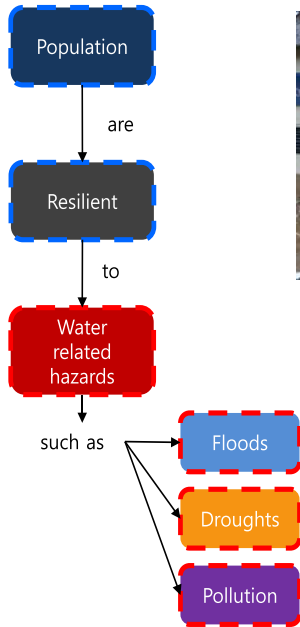 Population
are
Resilient
to
Water
related
hazards
such as
Floods
Droughts
Pollution